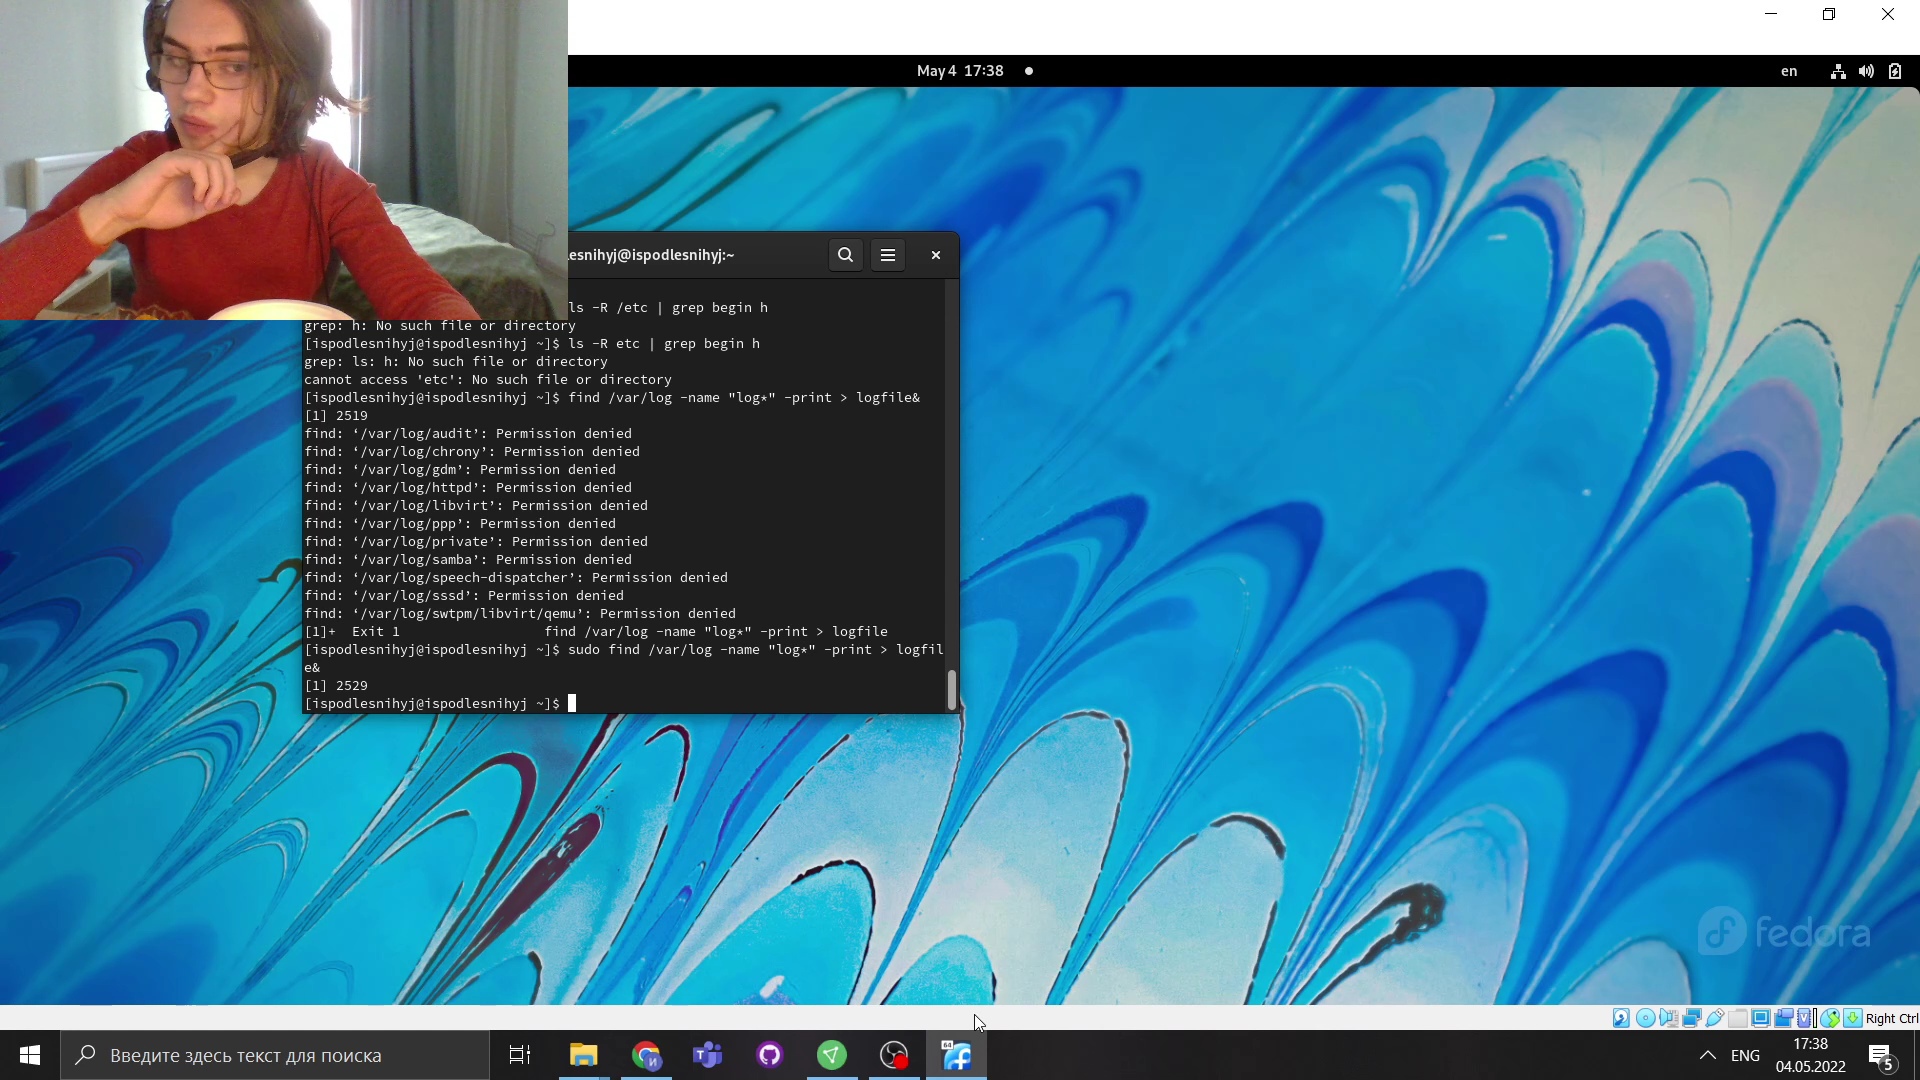 May 4  17:38
en
lesnihyj@ispodlesnihyj:~
ls -R /etc | grep begin h
grep: h: No such file or directory
[ispodlesnihyj@ispodlesnihyj ~]$ ls -R etc | grep begin h
grep: ls: h: No such file or directory
cannot access 'etc': No such file or directory
[ispodlesnihyj@ispodlesnihyj ~]$ find /var/log -name "log*" -print > logfile&
[1] 2519
find: ‘/var/log/audit’: Permission denied
find: ‘/var/log/chrony’: Permission denied
find: ‘/var/log/gdm’: Permission denied
find: ‘/var/log/httpd’: Permission denied
find: ‘/var/log/libvirt’: Permission denied
find: ‘/var/log/ppp’: Permission denied
find: ‘/var/log/private’: Permission denied
find: ‘/var/log/samba’: Permission denied
find: ‘/var/log/speech-dispatcher’: Permission denied
find: ‘/var/log/sssd’: Permission denied
find: ‘/var/log/swtpm/libvirt/qemu’: Permission denied
[1]+  Exit 1                  find /var/log -name "log*" -print > logfile
[ispodlesnihyj@ispodlesnihyj ~]$ sudo find /var/log -name "log*" -print > logfil
e&
[1] 2529
[ispodlesnihyj@ispodlesnihyj ~]$
fedora
Right Ctrl
Введите здесь текст для поиска
64
ENG
17:38
04.05.2022
5